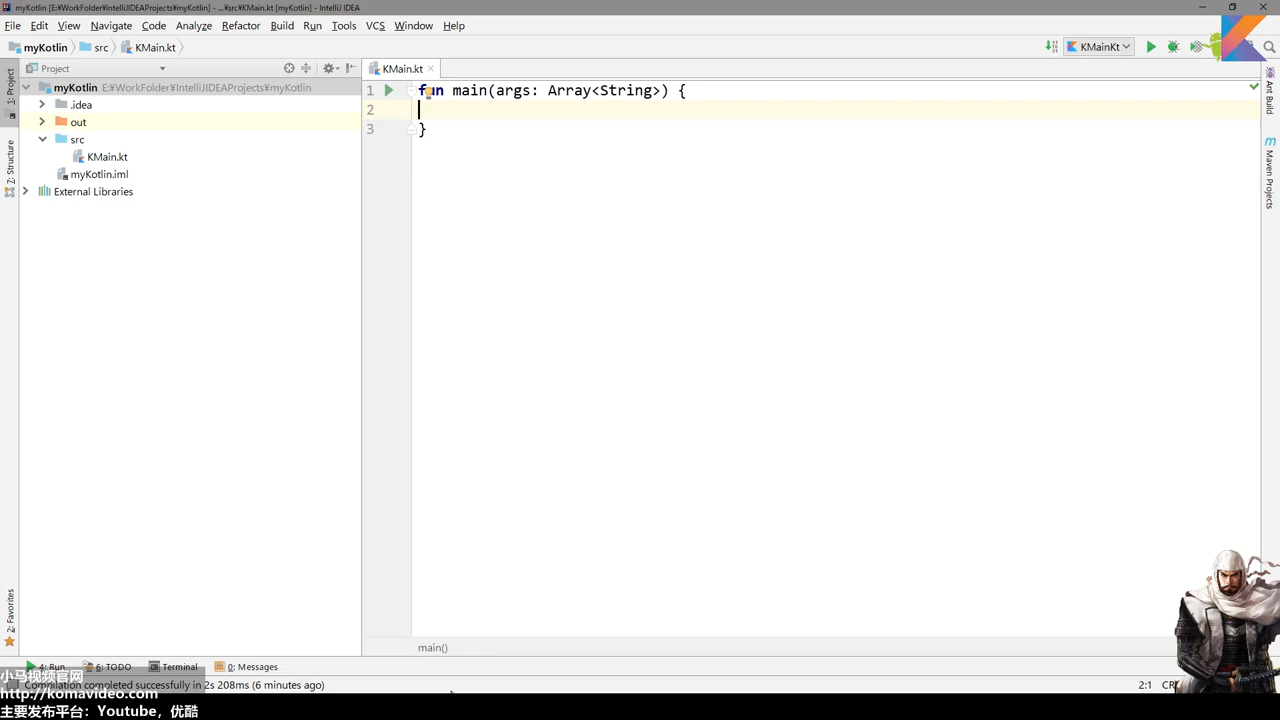 myKotlin [E:¥WorkFolder¥IntelliJIDEAProjects¥myKotlin] - ...¥src¥KMain.kt [myKotlin] - IntelliJ IDEA
File Edit View Navigate Code Analyze Refactor Build Run Tools VCS Window Help
myKotlin src KMain.kt
KMainKt
Project
KMain.kt
1: Project
myKotlin E:¥WorkFolder¥IntelliJIDEAProjects¥myKotlin
.idea
out
src
KMain.kt
myKotlin.iml
External Libraries
1 fun main(args: Array<String>) {
2
3 }
Ant Build
Maven Projects
7: Structure
2: Favorites
main()
4: Run 6: TODO Terminal 0: Messages
Compilation completed successfully in 2s 208ms (6 minutes ago)
2:1
小马视频官网
http://komavideo.com
主要发布平台：Youtube，优酷